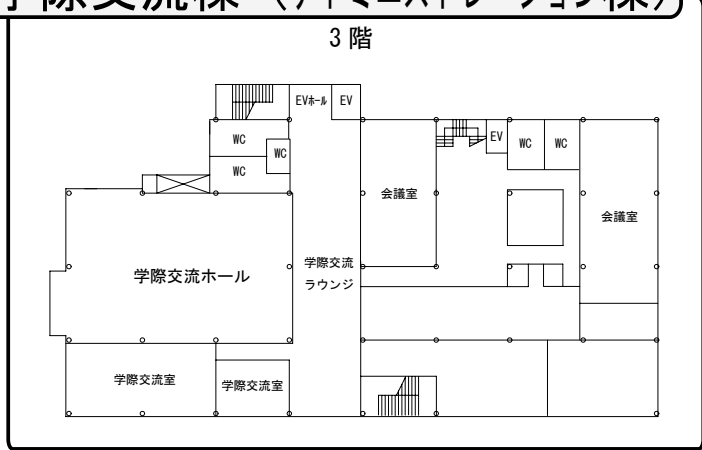 学際交流棟（アドミニストレーション棟）
3階
EVホール
EV
WC
WC
WC
EV
WC
WC
会議室
会議室
学際交流ホール
学際交流
ラウンジ
学際交流室
学際交流室